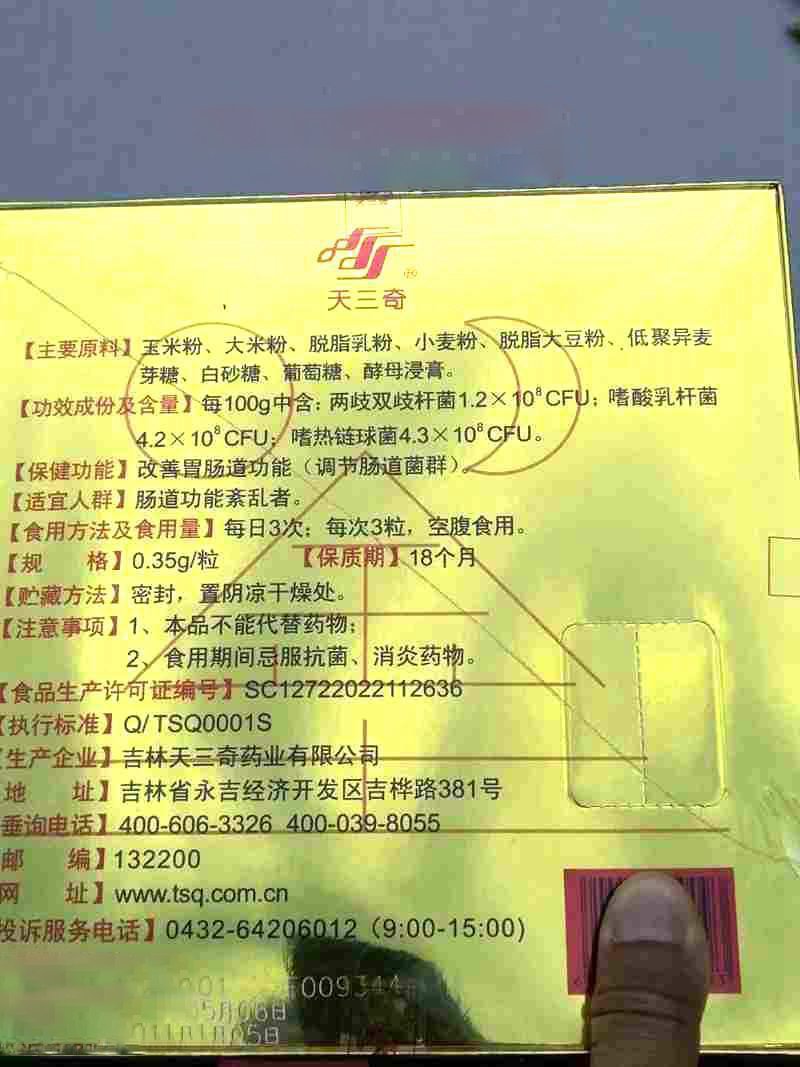 天三奇
【主要原料】玉米粉、大米粉、脱脂乳粉、小麦粉、脱脂大豆粉、低聚异麦
芽糖、白砂糖、葡萄糖、酵母浸膏。
【功效成份及含量】每100g中含：两歧双歧杆菌1.2×10⁸CFU；嗜酸乳杆菌
4.2×10⁸CFU；嗜热链球菌4.3×10⁸CFU。
【保健功能】改善胃肠道功能（调节肠道菌群）。
【适宜人群】肠道功能紊乱者。
【食用方法及食用量】每日3次；每次3粒，空腹食用。
【规 格】0.35g/粒 【保质期】18个月
【贮藏方法】密封，置阴凉干燥处。
【注意事项】1、本品不能代替药物；
2、食用期间忌服抗菌、消炎药物。
【食品生产许可证编号】SC12722022112636
【执行标准】Q/TSQ0001S
【生产企业】吉林天三奇药业有限公司
地 址】吉林省永吉经济开发区吉桦路381号
垂询电话】400-606-3326 400-039-8055
邮 编】132200
网 址】www.tsq.com.cn
投诉服务电话】0432-64206012（9:00-15:00）
009344
5月06日
05日